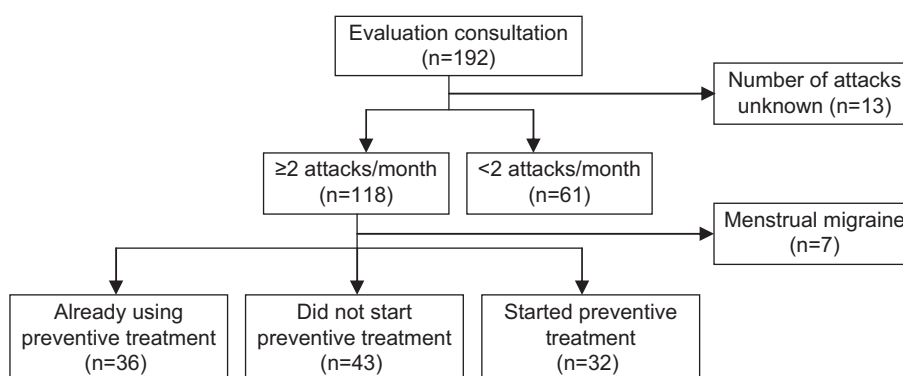 Evaluation consultation
(n=192)
Number of attacks
unknown (n=13)
≥2 attacks/month
(n=118)
<2 attacks/month
(n=61)
Menstrual migraine
(n=7)
Already using
preventive treatment
(n=36)
Did not start
preventive treatment
(n=43)
Started preventive
treatment
(n=32)